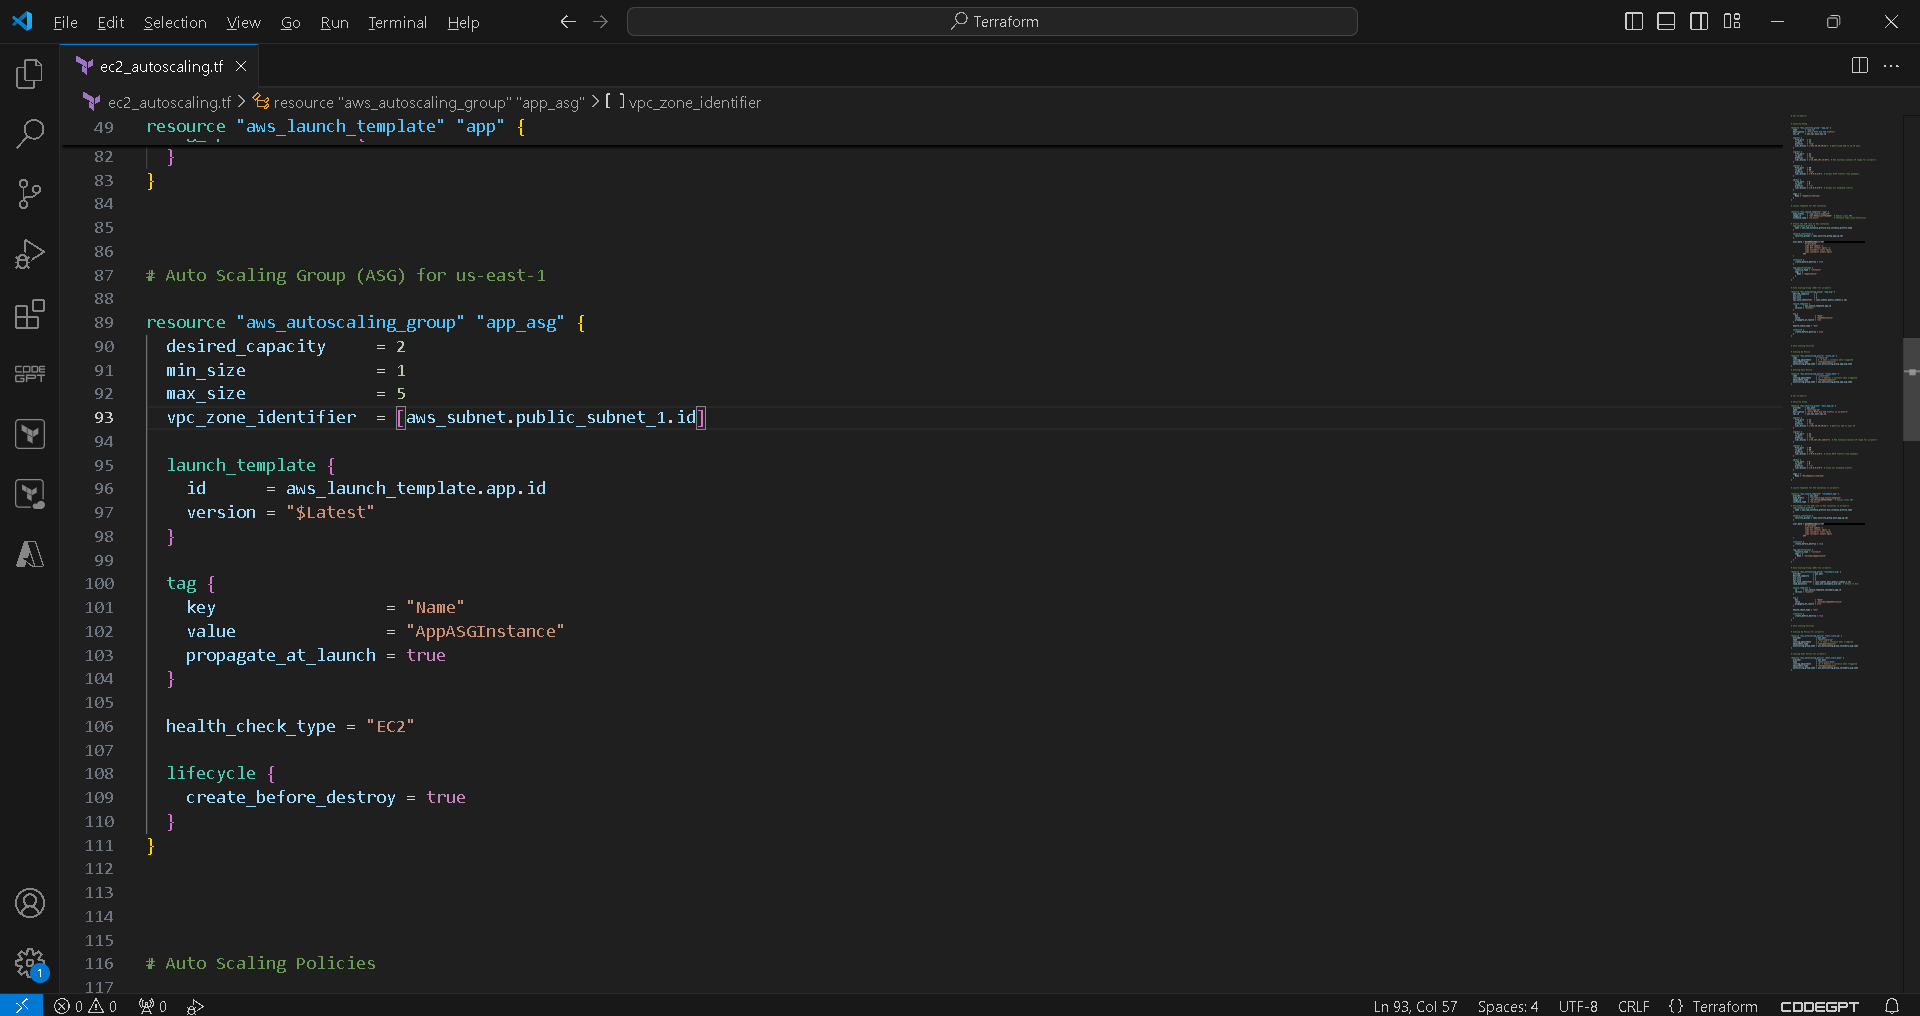 File Edit Selection View Go Run Terminal Help
Terraform
ec2_autoscaling.tf
ec2_autoscaling.tf > resource "aws_autoscaling_group" "app_asg" > [ ] vpc_zone_identifier
49 resource "aws_launch_template" "app" {
82 }
83 }
84
85
86
87 # Auto Scaling Group (ASG) for us-east-1
88
89 resource "aws_autoscaling_group" "app_asg" {
90 desired_capacity = 2
91 min_size = 1
92 max_size = 5
93 vpc_zone_identifier = [aws_subnet.public_subnet_1.id]
94
95 launch_template {
96 id = aws_launch_template.app.id
97 version = "$Latest"
98 }
99
100 tag {
101 key = "Name"
102 value = "AppASGInstance"
103 propagate_at_launch = true
104 }
105
106 health_check_type = "EC2"
107
108 lifecycle {
109 create_before_destroy = true
110 }
111 }
112
113
114
115
116 # Auto Scaling Policies
117
CODE
GPT
1
0 0 0
Ln 93, Col 57 Spaces: 4 UTF-8 CRLF {} Terraform CODEGPT